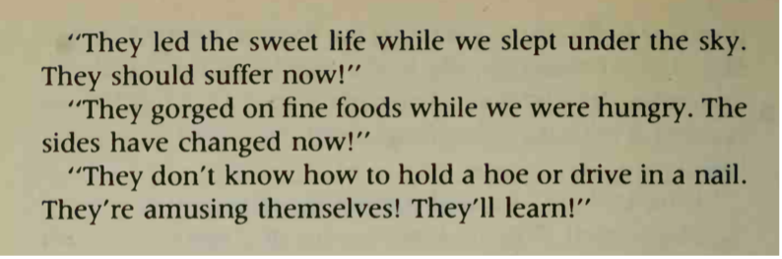 “They led the sweet life while we slept under the sky.
They should suffer now!”
“They gorged on fine foods while we were hungry. The
sides have changed now!”
“They don’t know how to hold a hoe or drive in a nail.
They’re amusing themselves! They’ll learn!”